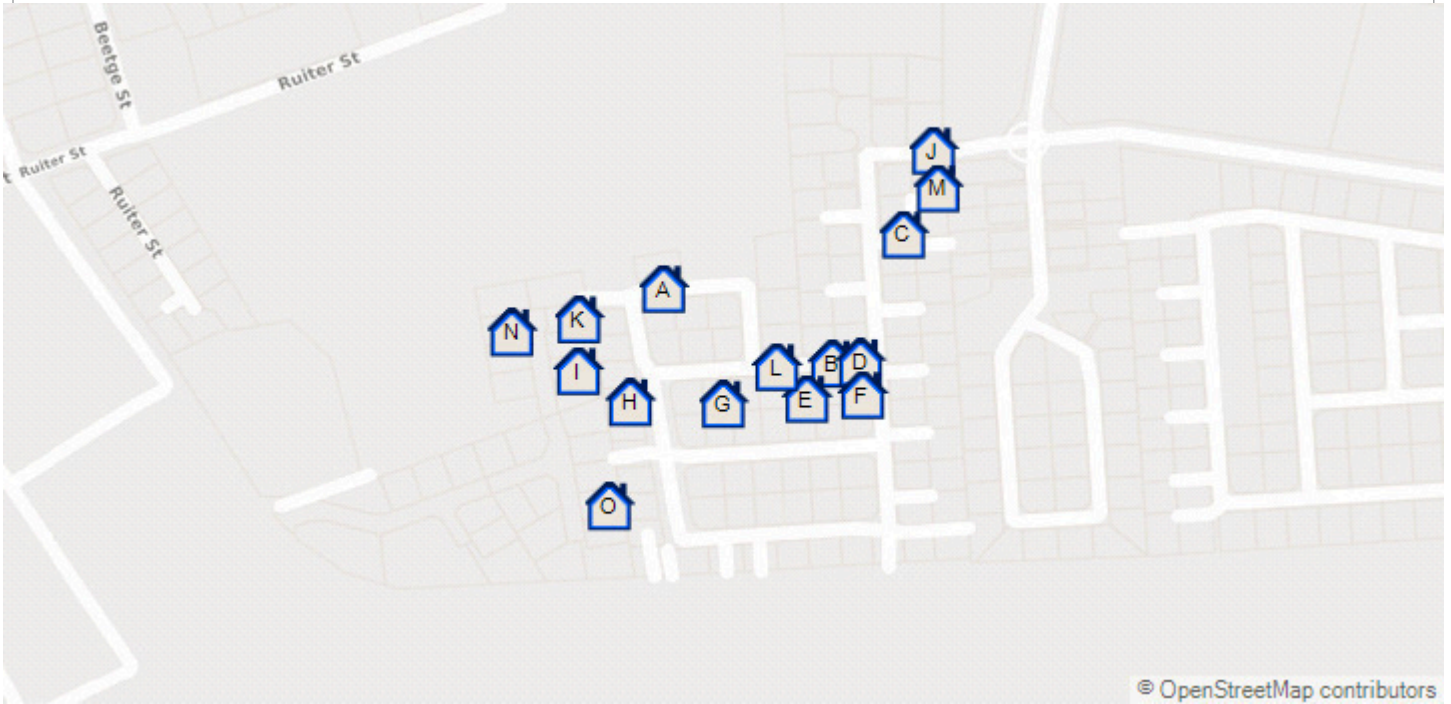 Beetge St
Ruiter St
t Ruiter St
Ruiter St
J
M
C
A
N
K
I
H
L
B
D
G
E
F
O
© OpenStreetMap contributors